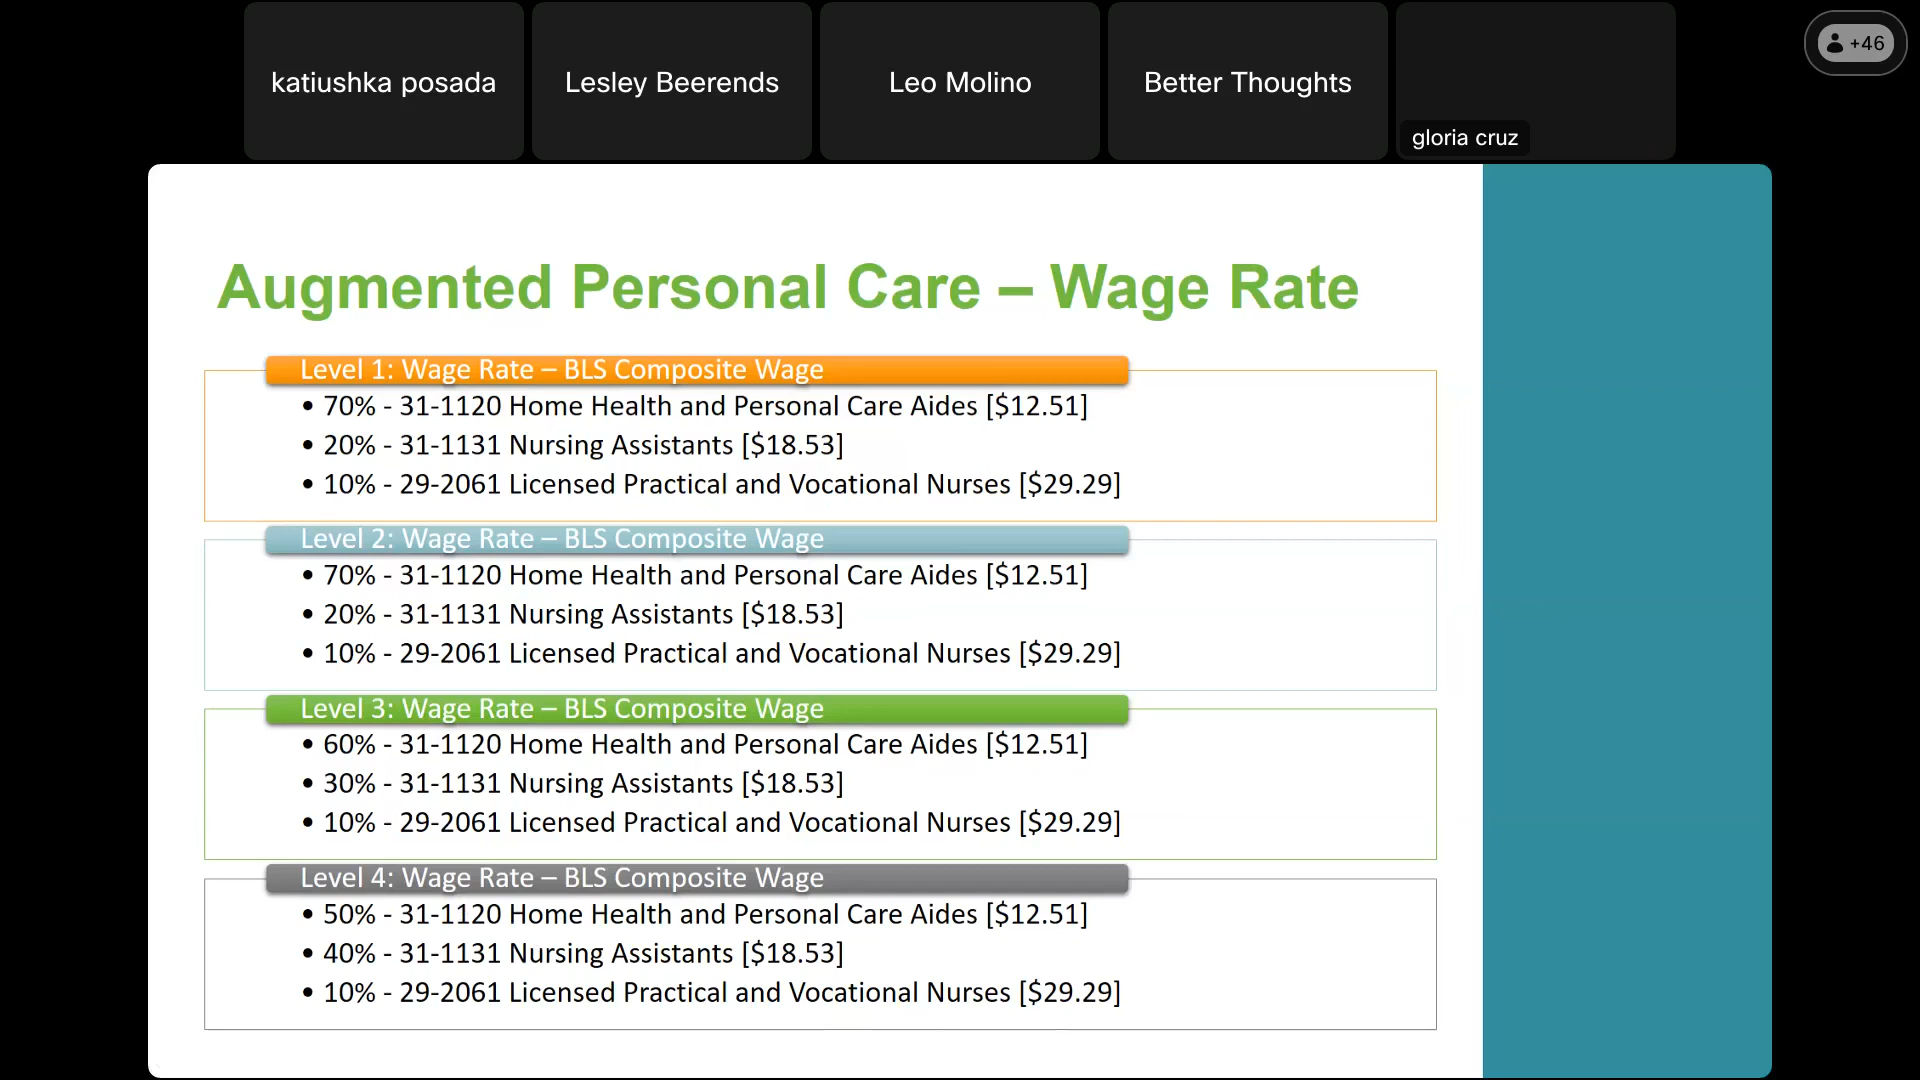 katiushka posada
Lesley Beerends
Leo Molino
Better Thoughts
gloria cruz
+46
Augmented Personal Care – Wage Rate
Level 1: Wage Rate – BLS Composite Wage
• 70% - 31-1120 Home Health and Personal Care Aides [$12.51]
• 20% - 31-1131 Nursing Assistants [$18.53]
• 10% - 29-2061 Licensed Practical and Vocational Nurses [$29.29]
Level 2: Wage Rate – BLS Composite Wage
• 70% - 31-1120 Home Health and Personal Care Aides [$12.51]
• 20% - 31-1131 Nursing Assistants [$18.53]
• 10% - 29-2061 Licensed Practical and Vocational Nurses [$29.29]
Level 3: Wage Rate – BLS Composite Wage
• 60% - 31-1120 Home Health and Personal Care Aides [$12.51]
• 30% - 31-1131 Nursing Assistants [$18.53]
• 10% - 29-2061 Licensed Practical and Vocational Nurses [$29.29]
Level 4: Wage Rate – BLS Composite Wage
• 50% - 31-1120 Home Health and Personal Care Aides [$12.51]
• 40% - 31-1131 Nursing Assistants [$18.53]
• 10% - 29-2061 Licensed Practical and Vocational Nurses [$29.29]